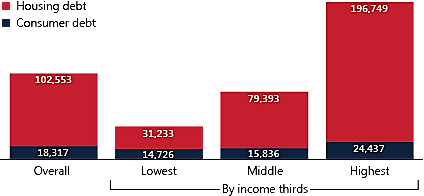 Housing debt
Consumer debt
196,749
102,553
79,393
31,233
18,317
14,726
15,836
24,437
Overall Lowest Middle Highest
By income thirds